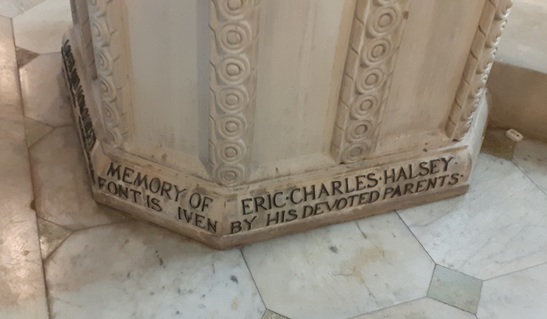 MEMORY OF ERIC·CHARLES·HALSEY·
FONT IS IVEN BY HIS DEVOTED PARENTS·